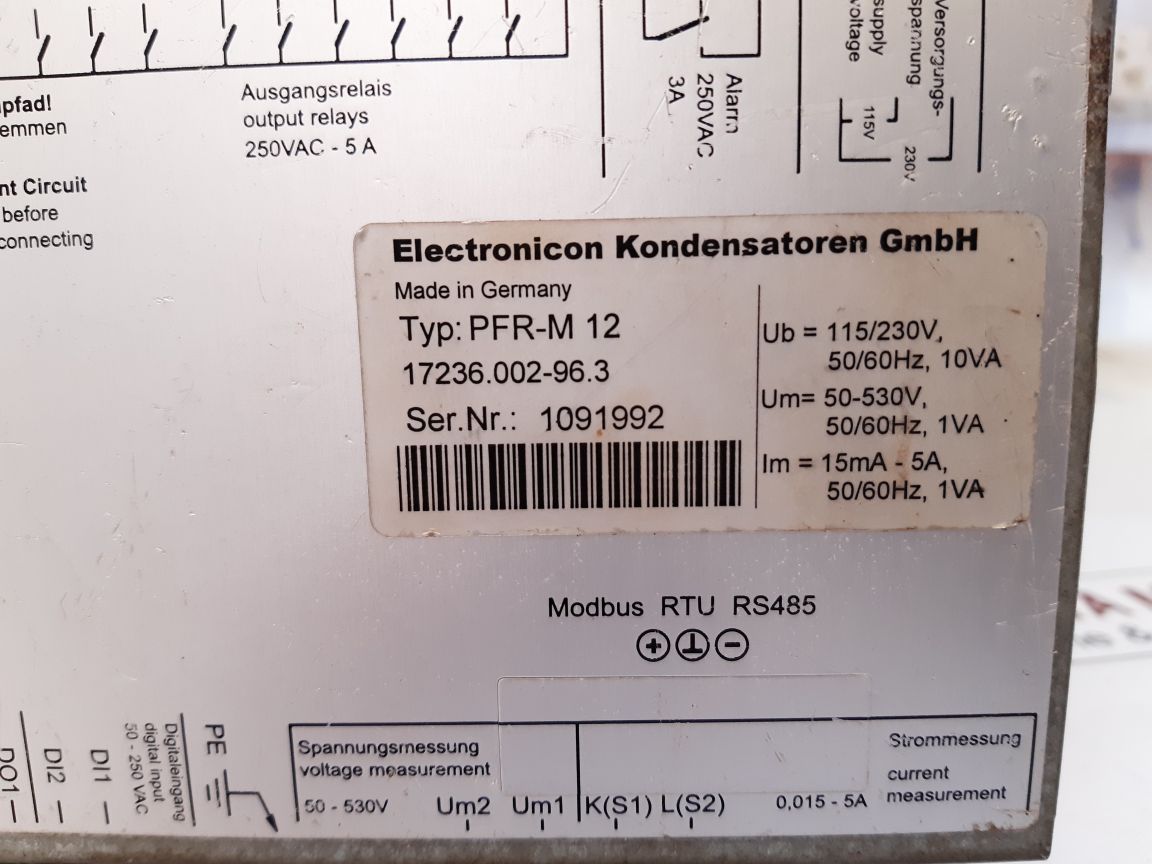 pfad!
emmen
nt Circuit
before
connecting
Ausgangsrelais
output relays
250VAC - 5 A
Alarm
250VAC
3A
Versorgungs-
spannung
supply
voltage
115V
230V
Electronicon Kondensatoren GmbH
Made in Germany
Typ: PFR-M 12
17236.002-96.3
Ser.Nr.: 1091992
Ub = 115/230V,
50/60Hz, 10VA
Um= 50-530V,
50/60Hz, 1VA
Im = 15mA - 5A,
50/60Hz, 1VA
Modbus RTU RS485
DO1
DI2
DI1
Digitaleingang
digital input
50 - 250 VAC
PE
Spannungsmessung
voltage measurement
50 - 530V Um2 Um1
K(S1) L(S2) 0,015 - 5A
Strommessung
current
measurement